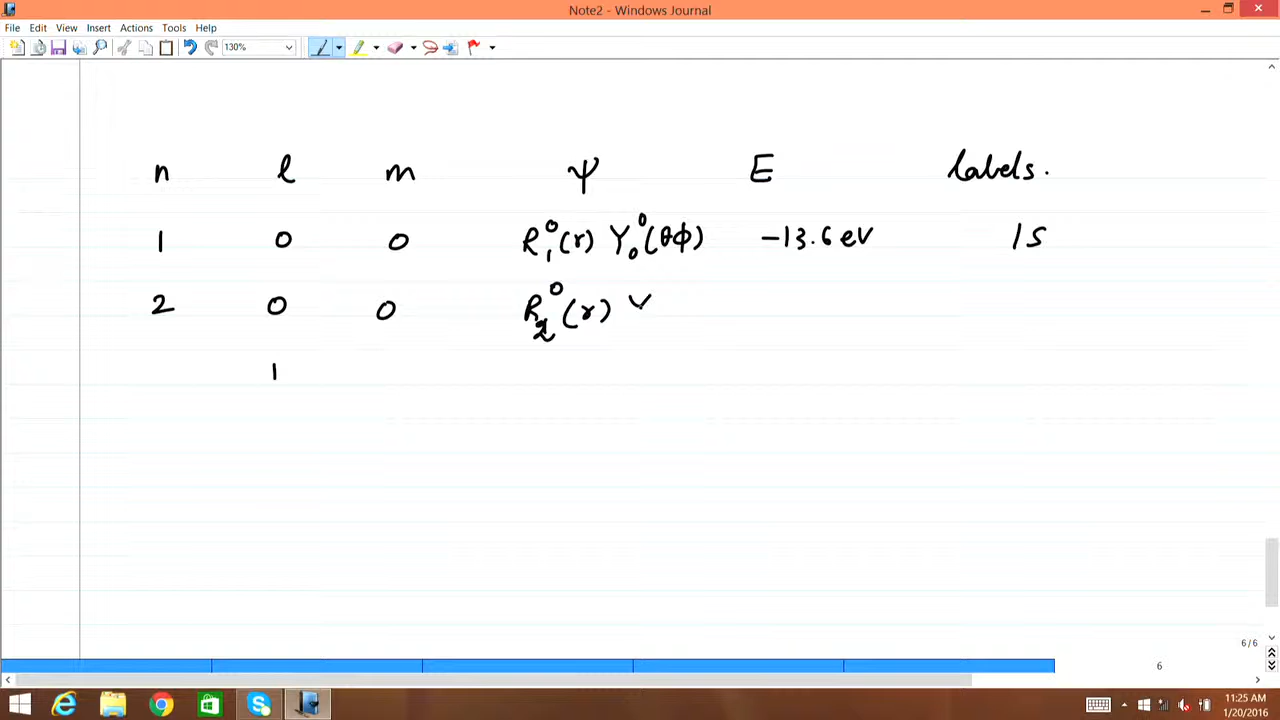 Note2 - Windows Journal
File Edit View Insert Actions Tools Help
130%
n l m ψ E labels.
1 0 0 R₁⁰(r) Y₀⁰(θϕ) -13.6 eV 1S
2 0 0 R₂⁰(r)
1
6/6
6
11:25 AM
1/20/2016